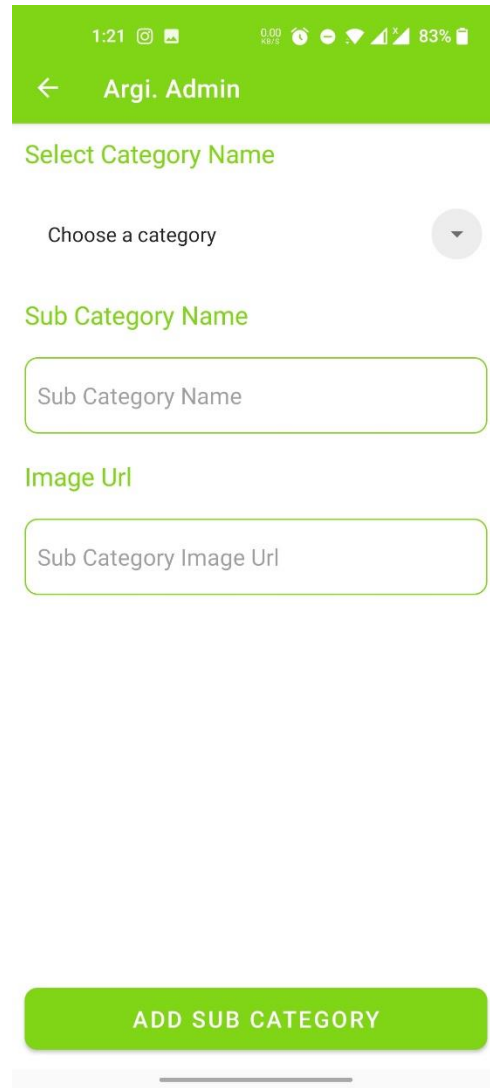 1:21 0.00 KB/S 83%
Argi. Admin
Select Category Name
Choose a category
Sub Category Name
Sub Category Name
Image Url
Sub Category Image Url
ADD SUB CATEGORY